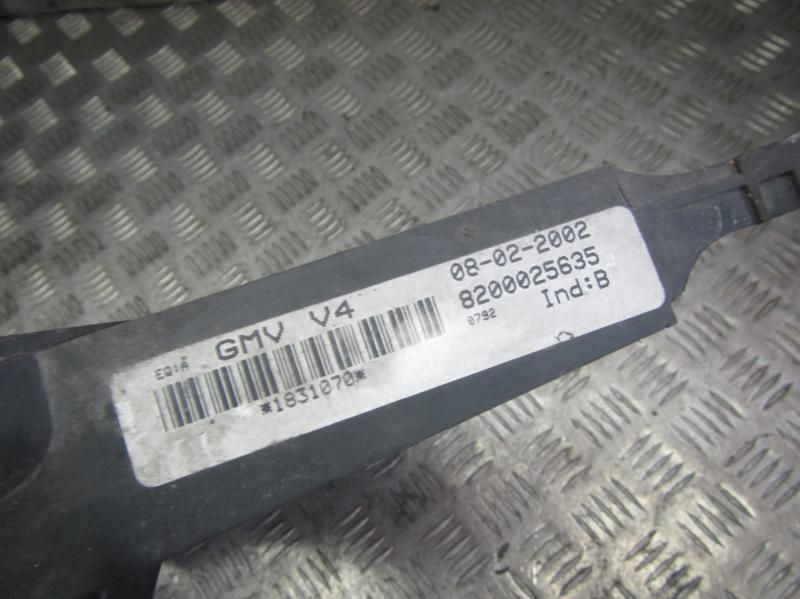 EQ:A GMV V4
*1831070*
08-02-2002
8200025635
0792 Ind:B